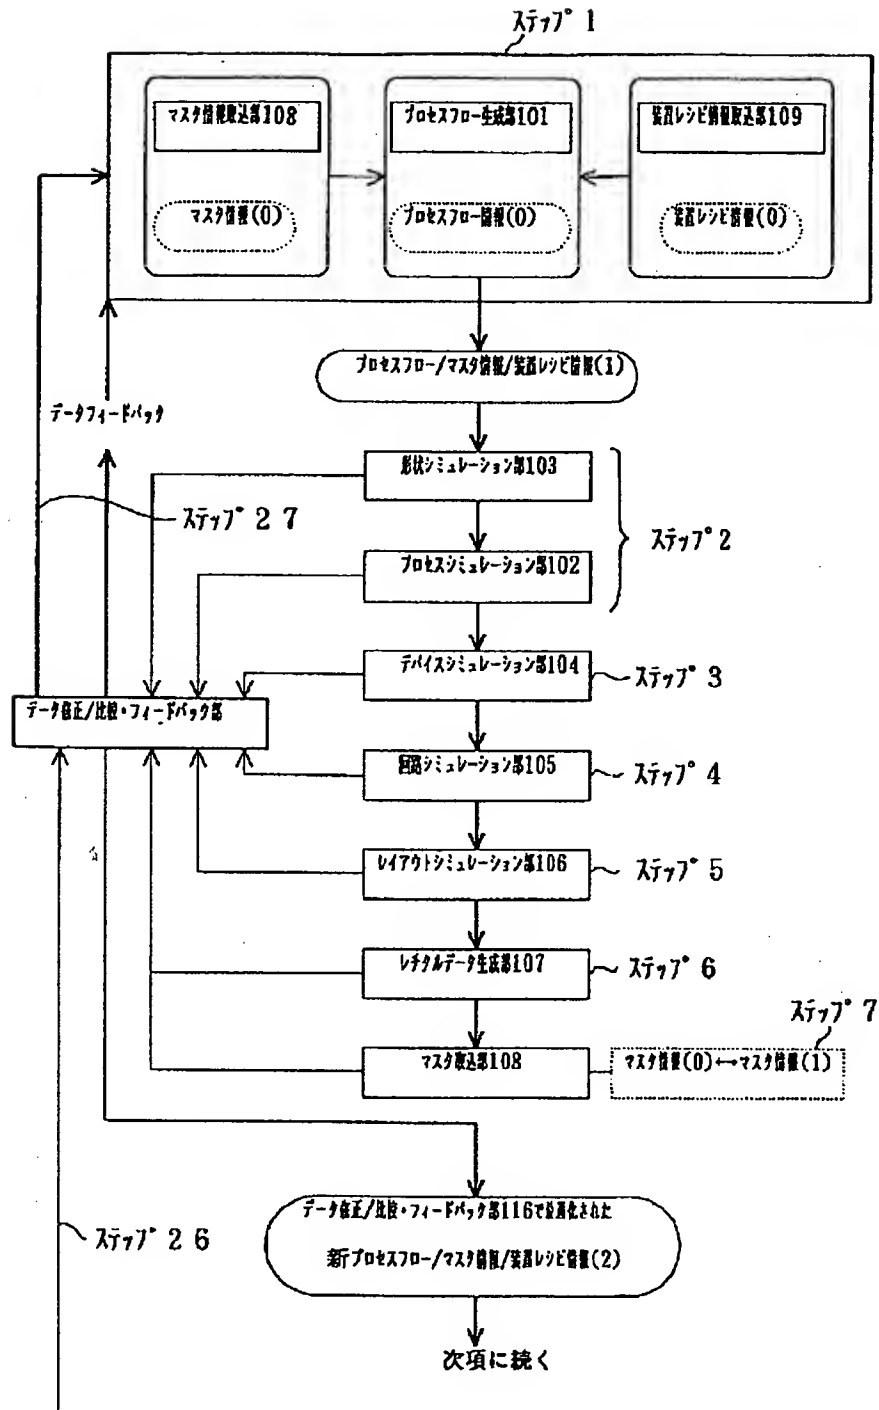 ステップ 1
マスク情報取込部108
プロセスフロー生成部101
装置レシピ情報取込部109
マスク情報(0)
プロセスフロー情報(0)
装置レシピ情報(0)
プロセスフロー/マスク情報/装置レシピ情報(1)
データフィードバック
形状シミュレーション部103
ステップ 27
ステップ 2
プロセスシミュレーション部102
デバイスシミュレーション部104
ステップ 3
データ修正/比較・フィードバック部
回路シミュレーション部105
ステップ 4
レイアウトシミュレーション部106
ステップ 5
レチクルデータ生成部107
ステップ 6
ステップ 7
マスク取込部108
マスク情報(0)↔マスク情報(1)
データ修正/比較・フィードバック部116で最適化された
ステップ 26
新プロセスフロー/マスク情報/装置レシピ情報(2)
次項に続く